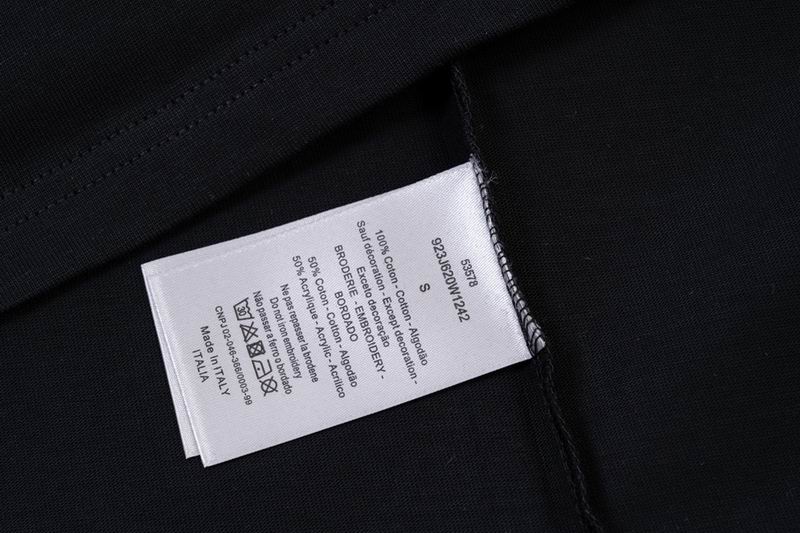 53578
923J620W1242
S
100% Coton - Cotton - Algodão
Sauf décoration - Except decoration -
Exceto decoração
BRODERIE - EMBROIDERY -
BORDADO
50% Coton - Cotton - Algodão
50% Acrylique - Acrylic - Acrílico
Ne pas repasser la broderie
Do not iron embroidery
Não passar a ferro o bordado
30
CNPJ 02-046-368/0003-99
Made in ITALY
ITALIA